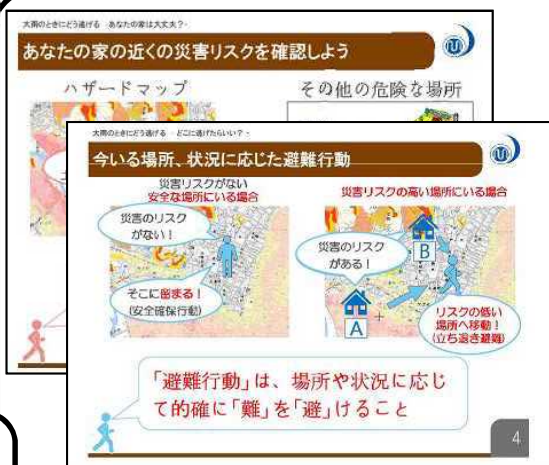 大雨のときにどう逃げる -あなたの家は大丈夫?-
あなたの家の近くの災害リスクを確認しよう
ハザードマップ
その他の危険な場所
大雨のときにどう逃げる - どこに逃げたらいい? -
今いる場所、状況に応じた避難行動
災害リスクがない
安全な場所にいる場合
災害のリスク
がない!
そこに留まる!
(安全確保行動)
災害リスクの高い場所にいる場合
災害のリスク
がある!
B
A
リスクの低い
場所へ移動!
(立ち退き避難)
「避難行動」は、場所や状況に応じ
て的確に「難」を「避」けること
4